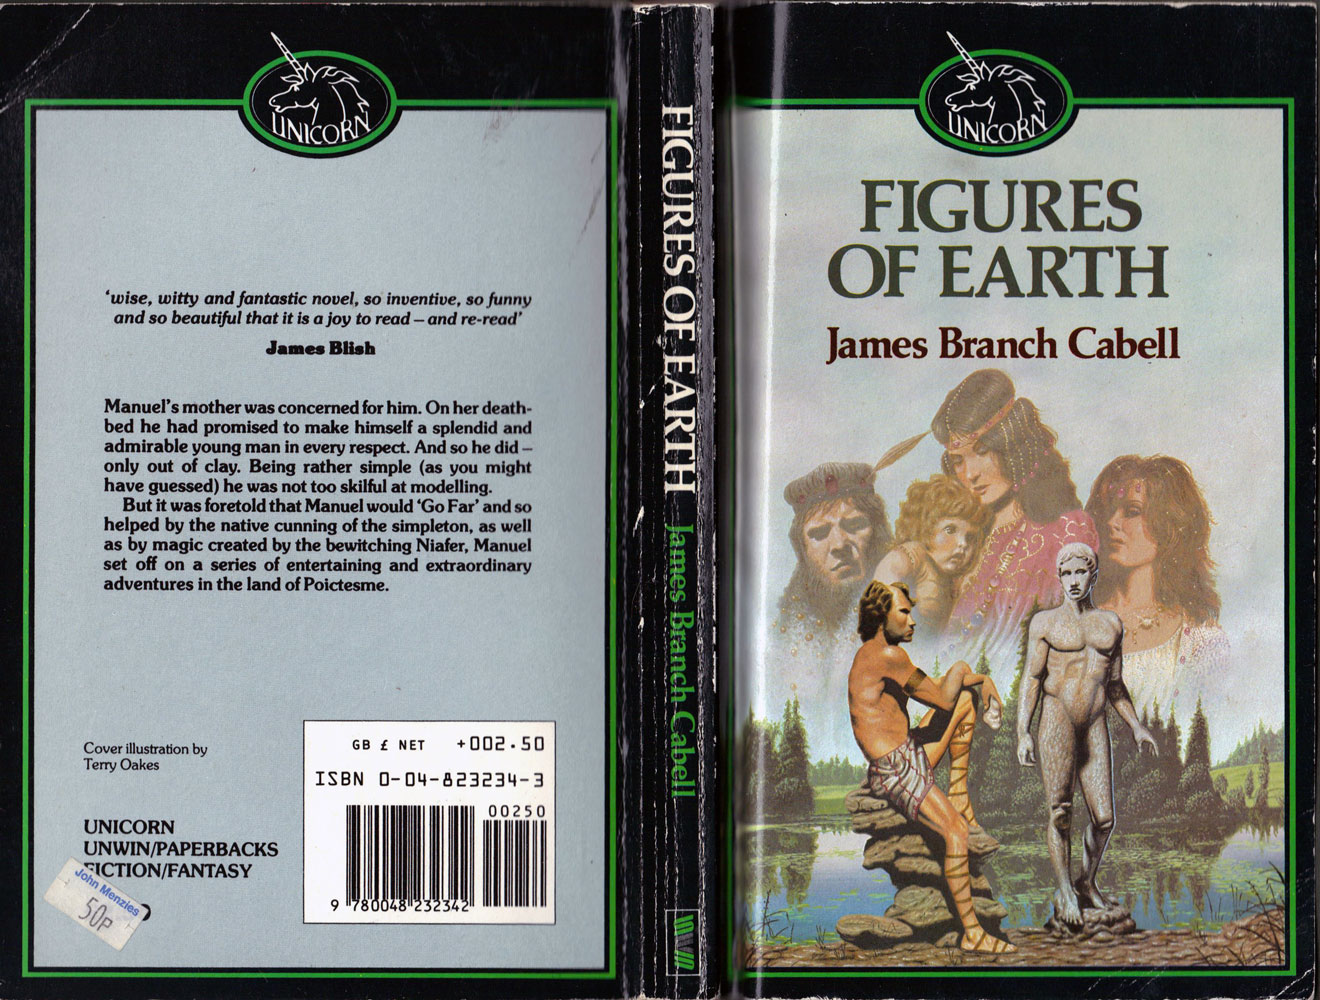 UNICORN
'wise, witty and fantastic novel, so inventive, so funny
and so beautiful that it is a joy to read – and re-read'
James Blish
Manuel's mother was concerned for him. On her death-
bed he had promised to make himself a splendid and
admirable young man in every respect. And so he did –
only out of clay. Being rather simple (as you might
have guessed) he was not too skilful at modelling.
But it was foretold that Manuel would 'Go Far' and so
helped by the native cunning of the simpleton, as well
as by magic created by the bewitching Niafer, Manuel
set off on a series of entertaining and extraordinary
adventures in the land of Poictesme.
Cover illustration by
Terry Oakes
UNICORN
UNWIN/PAPERBACKS
FICTION/FANTASY
John Menzies
50P
GB £ NET +002.50
ISBN 0-04-823234-3
00250
9 780048 232342
FIGURES OF EARTH James Branch Cabell
UNICORN
FIGURES
OF EARTH
James Branch Cabell